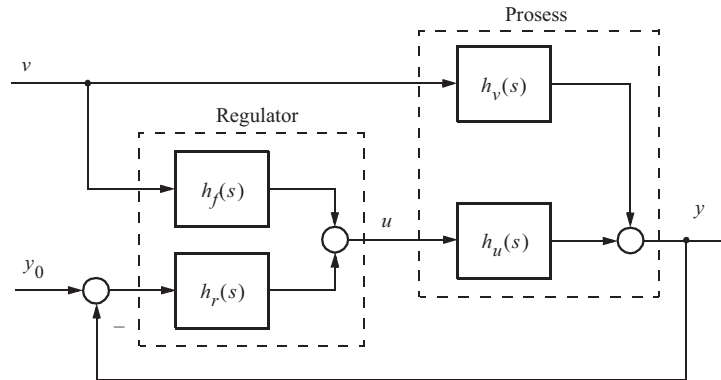 Prosess
v
h_v(s)
Regulator
h_f(s)
u
h_u(s)
y
y_0
h_r(s)
−